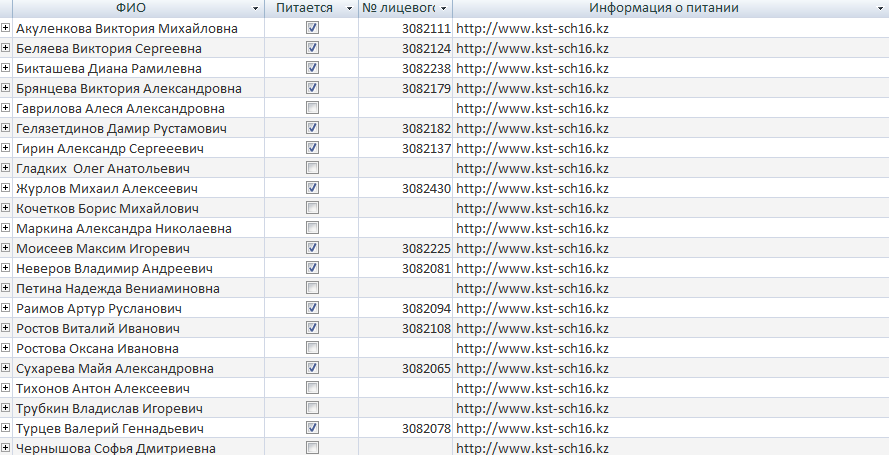 ФИО Питается № лицевого Информация о питании
Акуленкова Виктория Михайловна 3082111 http://www.kst-sch16.kz
Беляева Виктория Сергеевна 3082124 http://www.kst-sch16.kz
Бикташева Диана Рамилевна 3082238 http://www.kst-sch16.kz
Брянцева Виктория Александровна 3082179 http://www.kst-sch16.kz
Гаврилова Алеся Александровна http://www.kst-sch16.kz
Гелязетдинов Дамир Рустамович 3082182 http://www.kst-sch16.kz
Гирин Александр Сергееевич 3082137 http://www.kst-sch16.kz
Гладких  Олег Анатольевич http://www.kst-sch16.kz
Журлов Михаил Алексеевич 3082430 http://www.kst-sch16.kz
Кочетков Борис Михайлович http://www.kst-sch16.kz
Маркина Александра Николаевна http://www.kst-sch16.kz
Моисеев Максим Игоревич 3082225 http://www.kst-sch16.kz
Неверов Владимир Андреевич 3082081 http://www.kst-sch16.kz
Петина Надежда Вениаминовна http://www.kst-sch16.kz
Раимов Артур Русланович 3082094 http://www.kst-sch16.kz
Ростов Виталий Иванович 3082108 http://www.kst-sch16.kz
Ростова Оксана Ивановна http://www.kst-sch16.kz
Сухарева Майя Александровна 3082065 http://www.kst-sch16.kz
Тихонов Антон Алексеевич http://www.kst-sch16.kz
Трубкин Владислав Игоревич http://www.kst-sch16.kz
Турцев Валерий Геннадьевич 3082078 http://www.kst-sch16.kz
Чернышова Софья Дмитриевна http://www.kst-sch16.kz